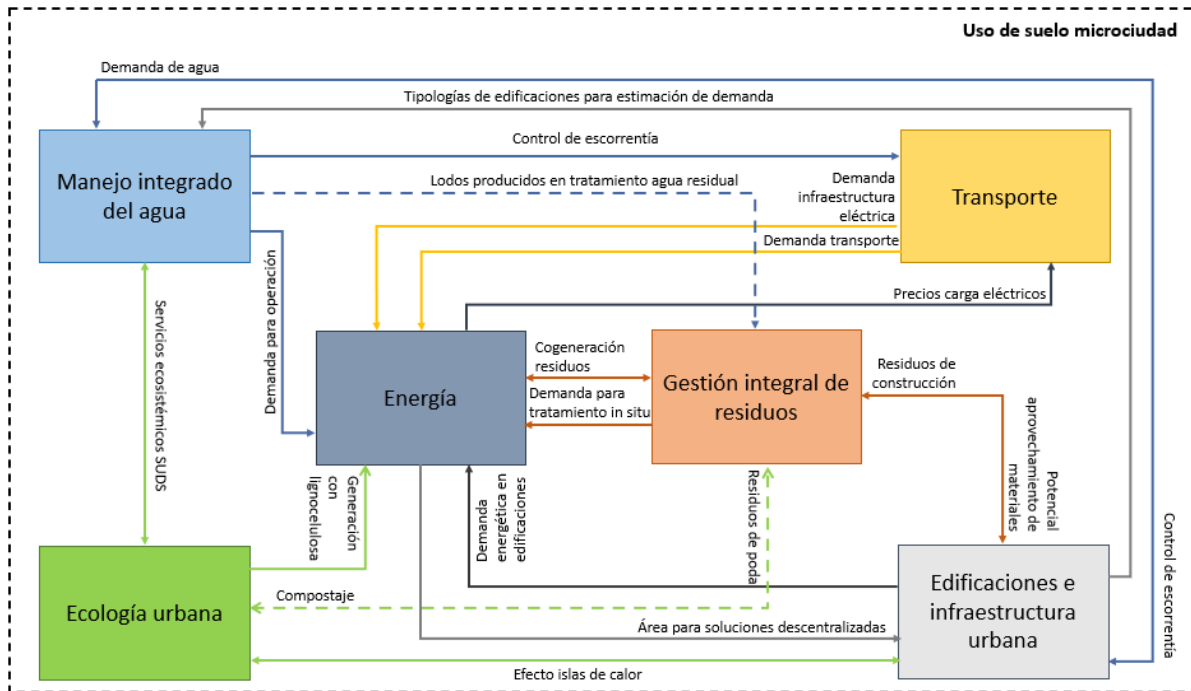 Uso de suelo microciudad
Demanda de agua
Tipologías de edificaciones para estimación de demanda
Control de escorrentía
Manejo integrado
del agua
Lodos producidos en tratamiento agua residual
Demanda
infraestructura
eléctrica
Transporte
Demanda transporte
Demanda para operación
Servicios ecosistémicos SUDS
Precios carga eléctricos
Energía
Cogeneración
residuos
Demanda para
tratamiento in situ
Gestión integral de
residuos
Residuos de
construcción
Potencial
aprovechamiento de
materiales
Generación
con
lignocelulosa
Demanda
energética en
edificaciones
Residuos
de poda
Control de escorrentía
Ecología urbana
Compostaje
Edificaciones e
infraestructura
urbana
Área para soluciones descentralizadas
Efecto islas de calor